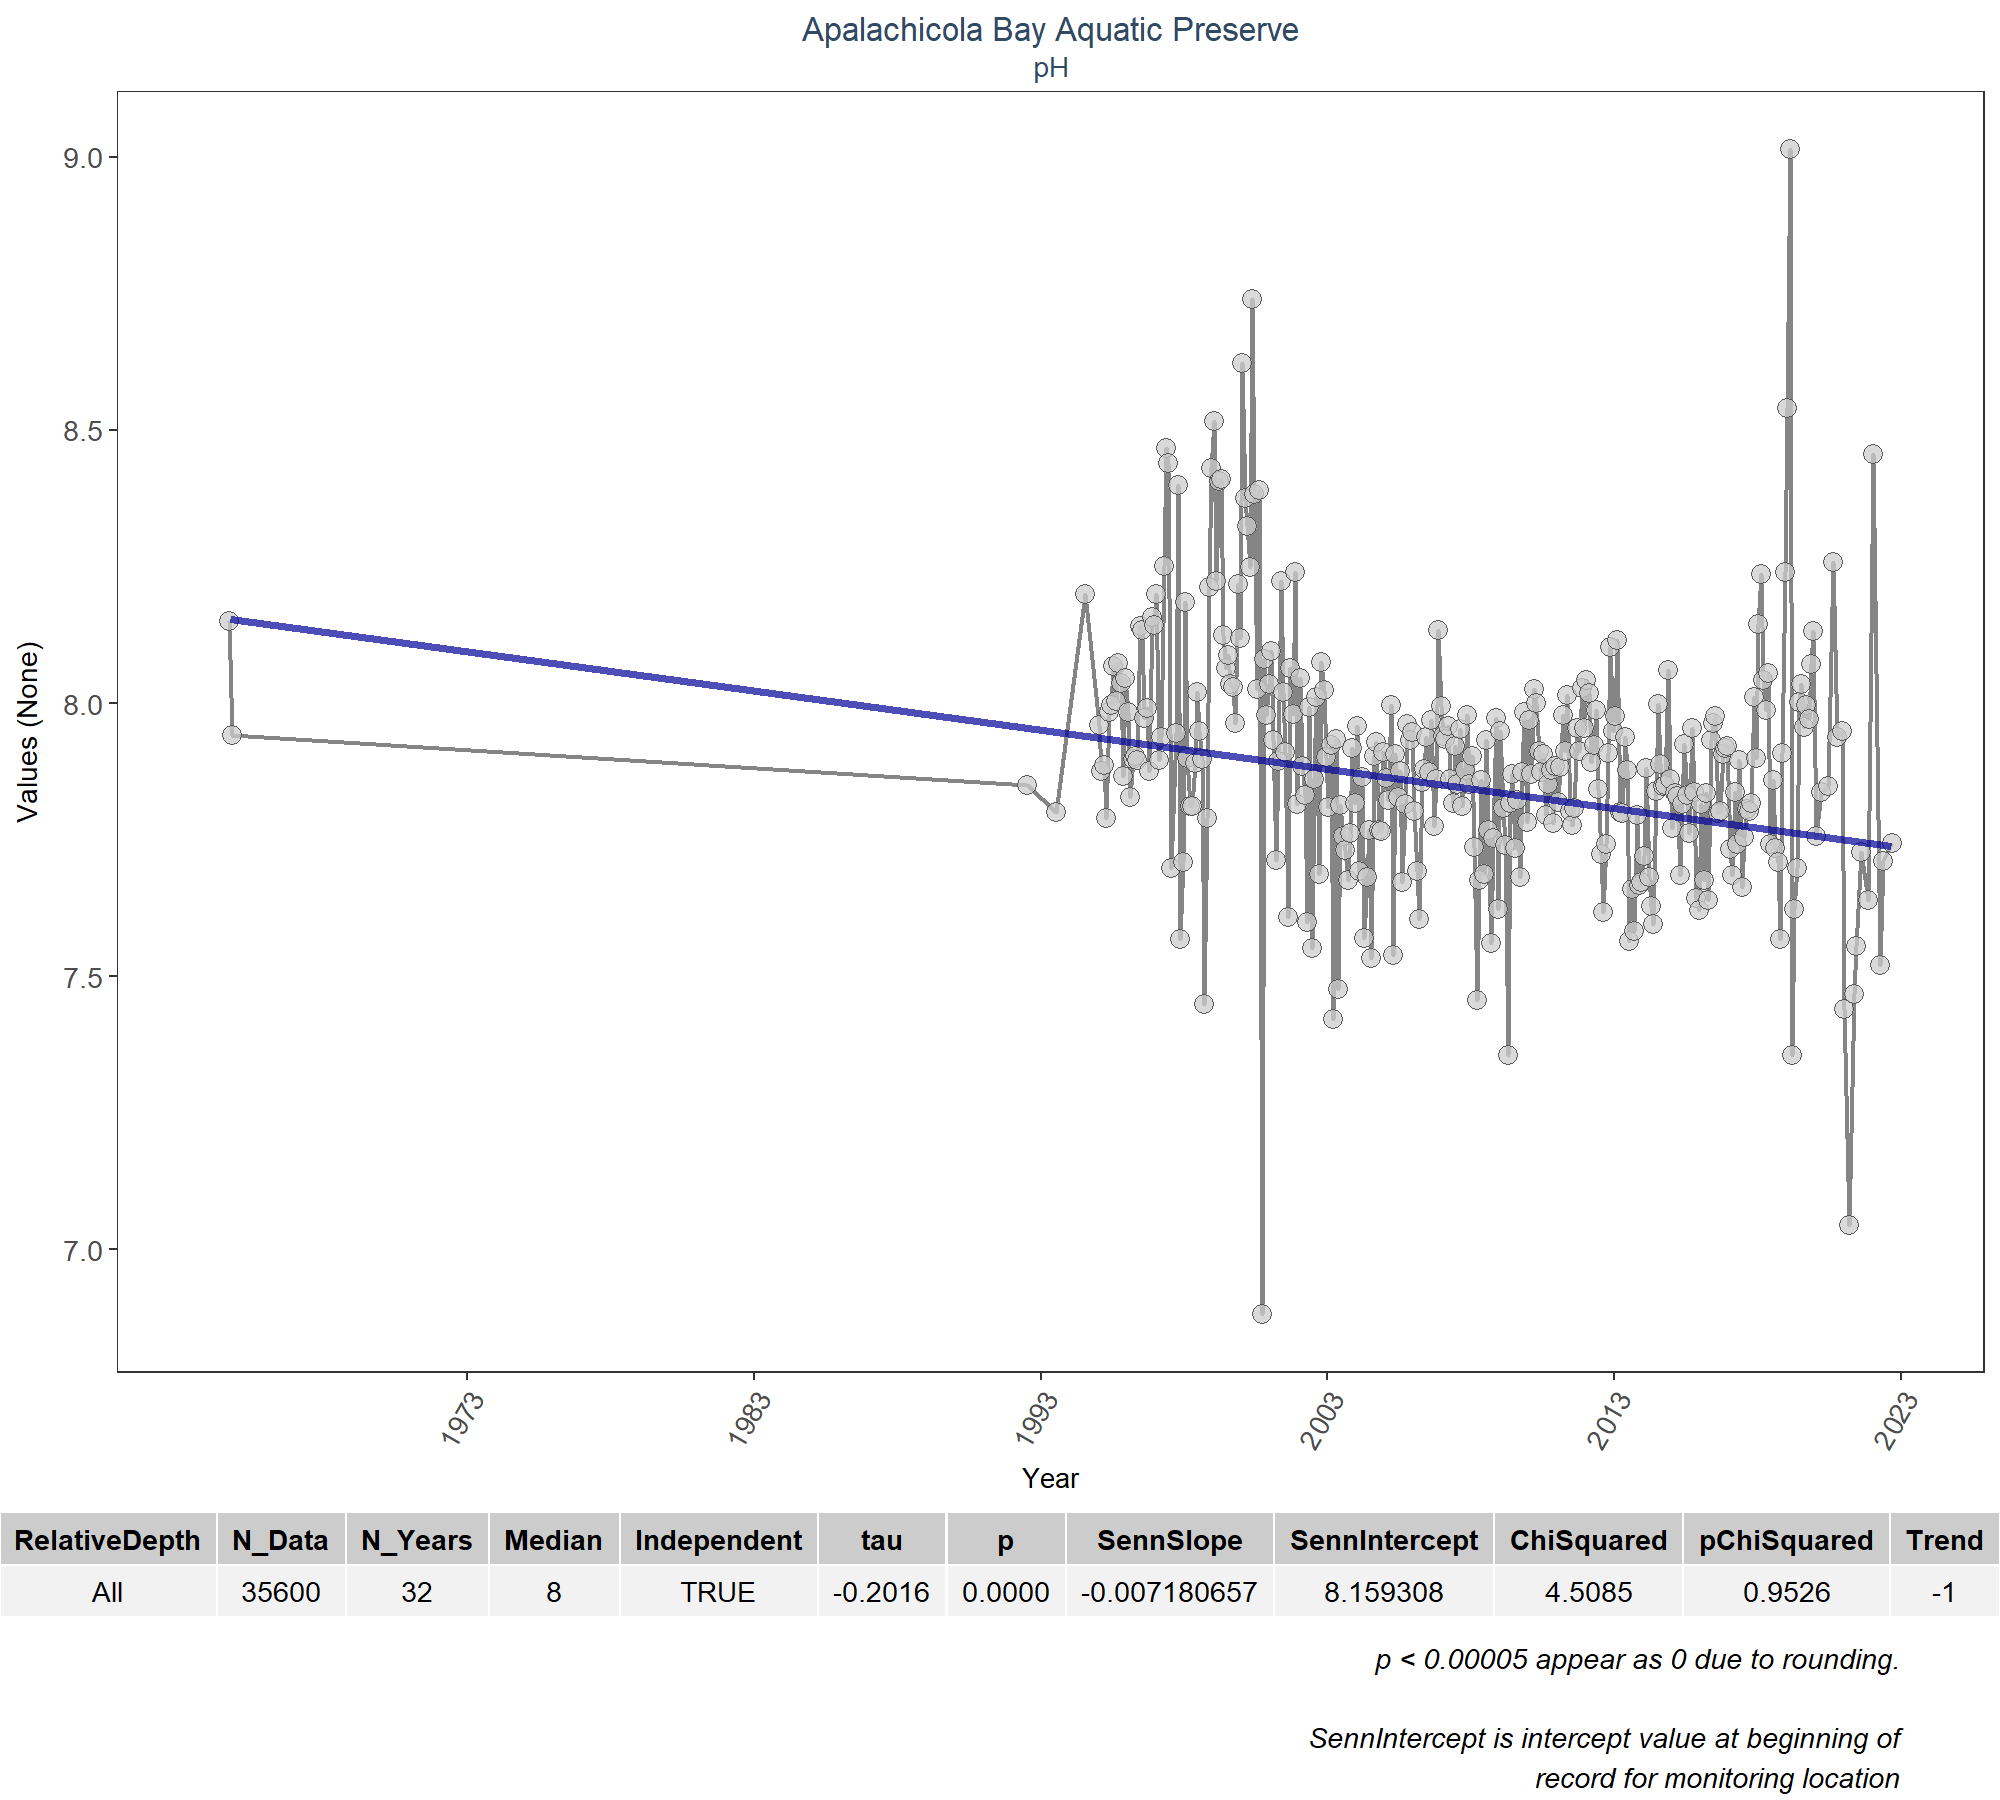 Apalachicola Bay Aquatic Preserve
pH
9.0
8.5
8.0
7.5
7.0
Values (None)
1973 1983 1993 2003 2013 2023
Year
RelativeDepth N_Data N_Years Median Independent tau p SennSlope SennIntercept ChiSquared pChiSquared Trend
All 35600 32 8 TRUE -0.2016 0.0000 -0.007180657 8.159308 4.5085 0.9526 -1
p < 0.00005 appear as 0 due to rounding.
SennIntercept is intercept value at beginning of
record for monitoring location